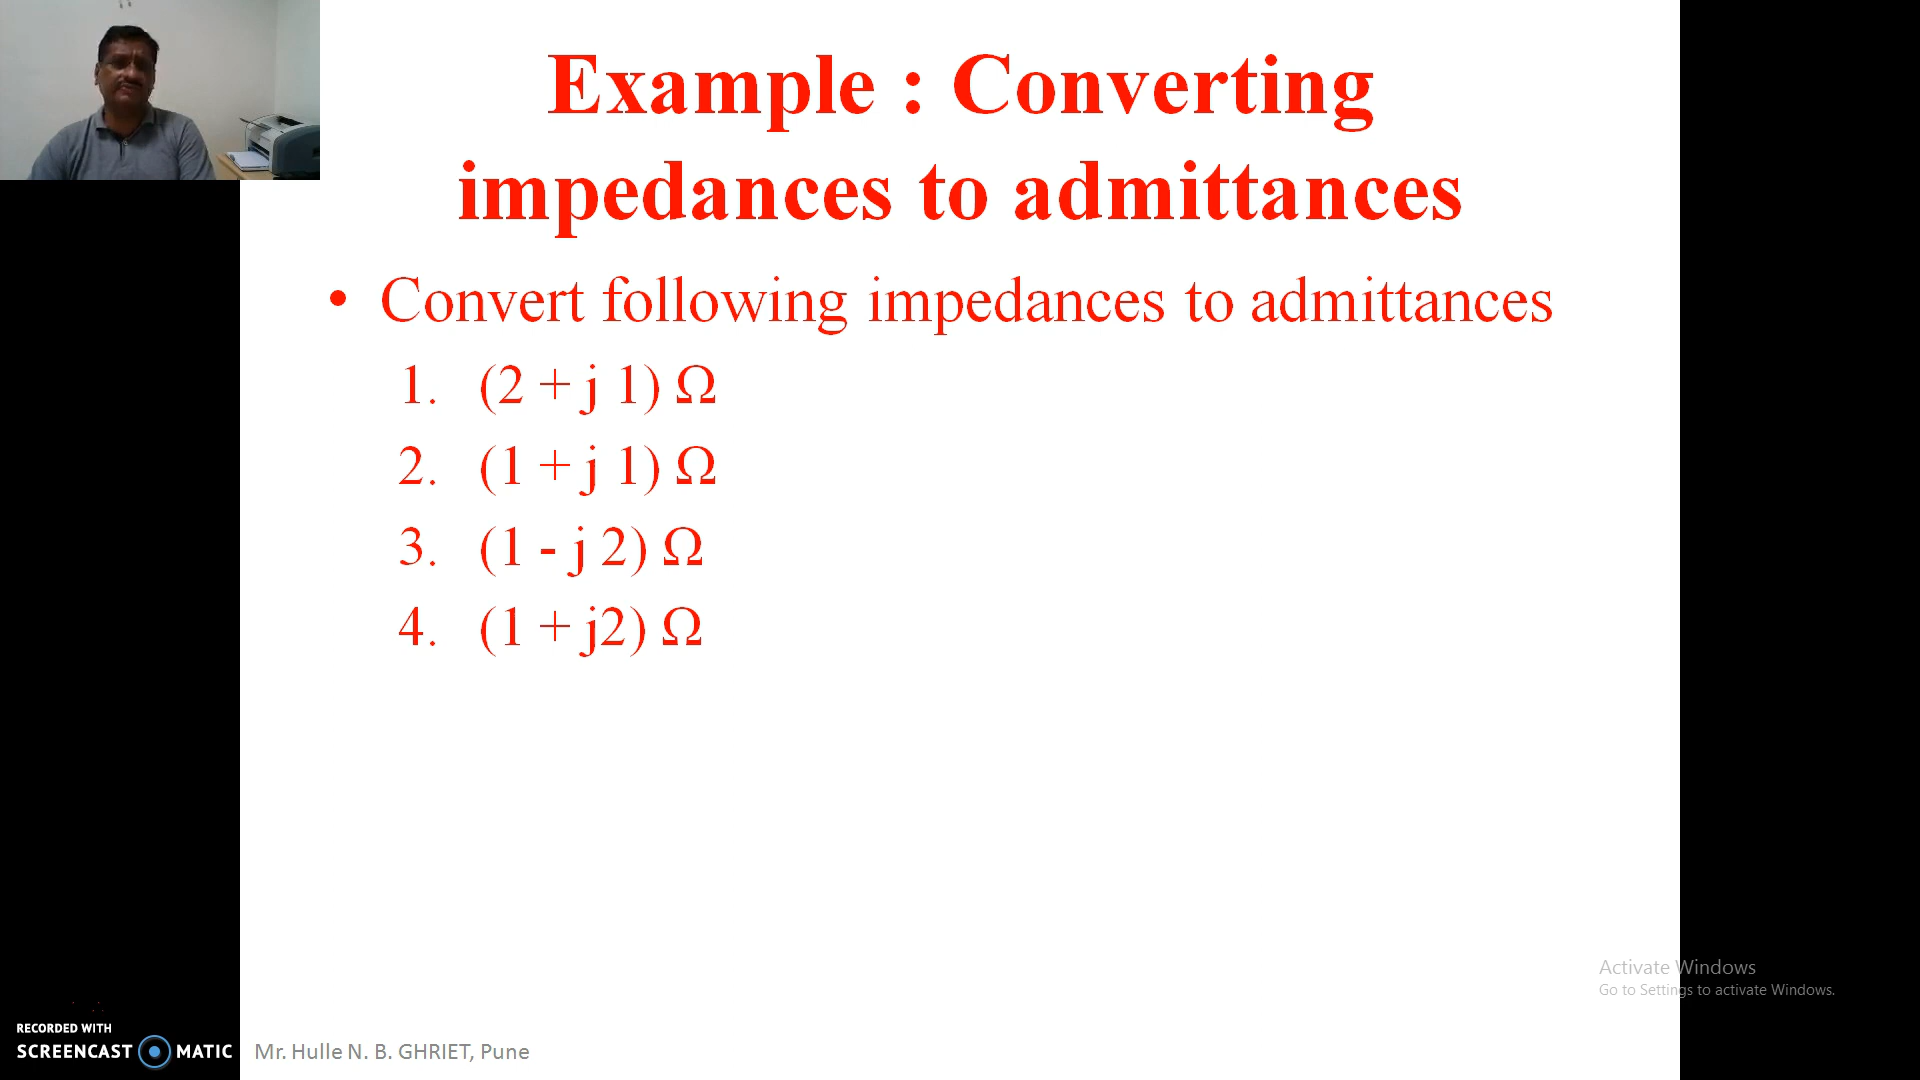 Example : Converting
impedances to admittances
• Convert following impedances to admittances
1. (2 + j 1) Ω
2. (1 + j 1) Ω
3. (1 - j 2) Ω
4. (1 + j2) Ω
Activate Windows
Go to Settings to activate Windows.
RECORDED WITH
SCREENCAST MATIC
Mr. Hulle N. B. GHRIET, Pune